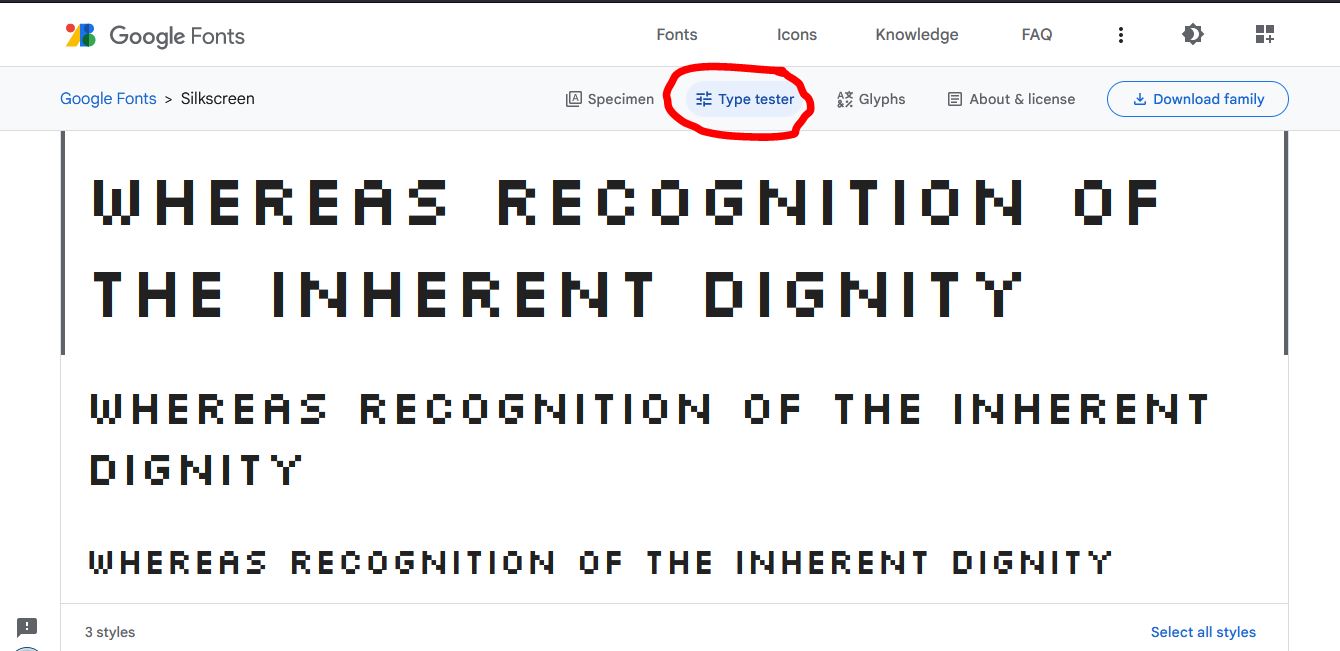 Google Fonts
Fonts
Icons
Knowledge
FAQ
Google Fonts > Silkscreen
Specimen
Type tester
Glyphs
About & license
Download family
WHEREAS RECOGNITION OF
THE INHERENT DIGNITY
WHEREAS RECOGNITION OF THE INHERENT
DIGNITY
WHEREAS RECOGNITION OF THE INHERENT DIGNITY
3 styles
Select all styles